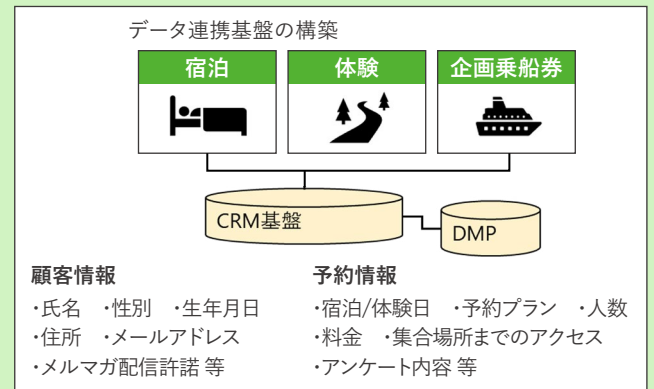 データ連携基盤の構築
宿泊 体験 企画乗船券
CRM基盤
DMP
顧客情報
・氏名 ・性別 ・生年月日
・住所 ・メールアドレス
・メルマガ配信許諾 等
予約情報
・宿泊/体験日 ・予約プラン ・人数
・料金 ・集合場所までのアクセス
・アンケート内容 等